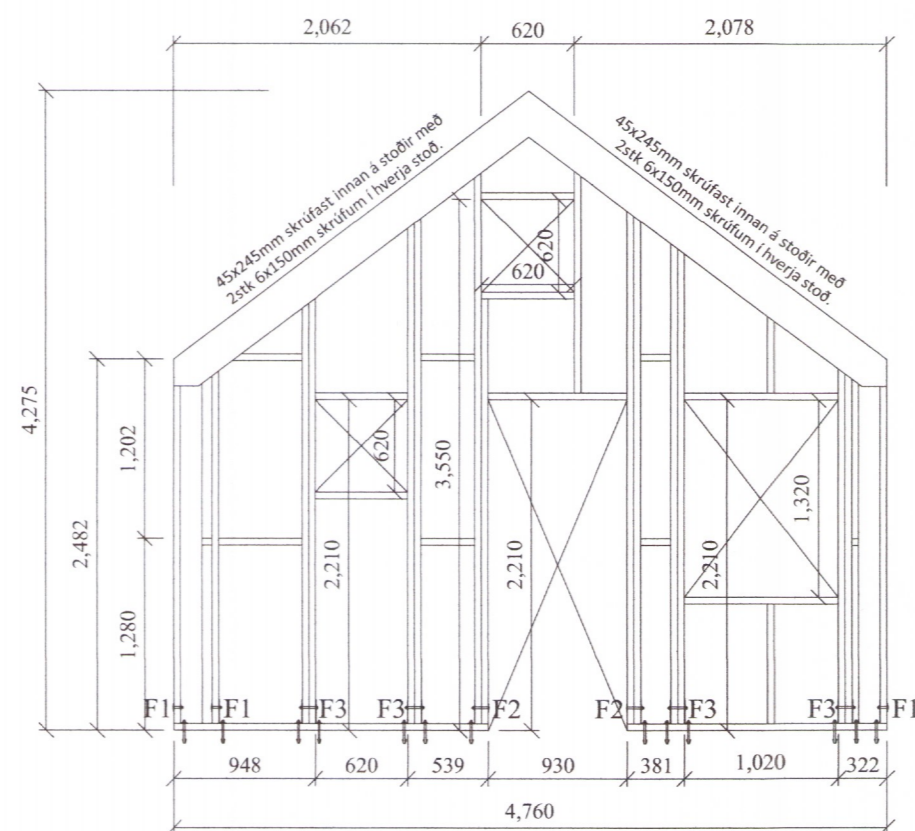 2,062
620
2,078
45x245mm skrúfast innan á stoðir með
2stk 6x150mm skrúfum í hverja stoð.
45x245mm skrúfast innan á stoðir með
2stk 6x150mm skrúfum í hverja stoð.
620
620
4,275
2,482
1,202
1,280
620
2,210
3,550
2,210
2,210
1,320
F1
F1
F3
F3
F2
F2
F3
F3
F1
948
620
539
930
381
1,020
322
4,760